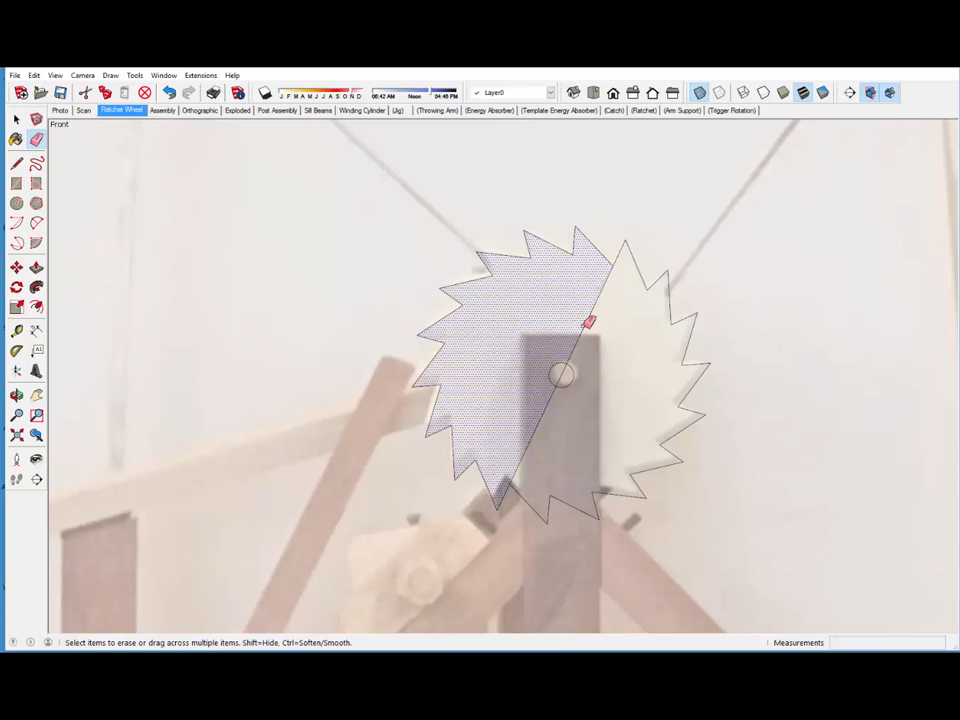 File Edit View Camera Draw Tools Window Extensions Help
J F M A M J J A S O N D 06:42 AM Noon 04:46 PM Layer0
Photo Scan Ratchet Wheel Assembly Orthographic Exploded Post Assembly Sill Beams Winding Cylinder (Jig) (Throwing Arm) (Energy Absorber) (Template Energy Absorber) (Catch) (Ratchet) (Arm Support) (Trigger Rotation)
Front
Select items to erase or drag across multiple items. Shift=Hide, Ctrl=Soften/Smooth. Measurements